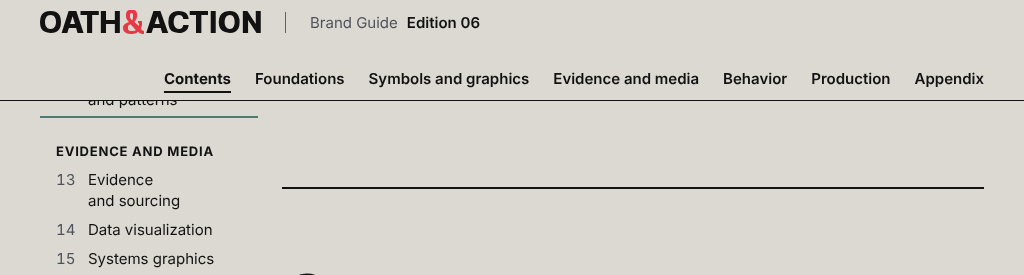 OATH&ACTION
Brand Guide Edition 06
Contents Foundations Symbols and graphics Evidence and media Behavior Production Appendix
and patterns
EVIDENCE AND MEDIA
13 Evidence
and sourcing
14 Data visualization
15 Systems graphics